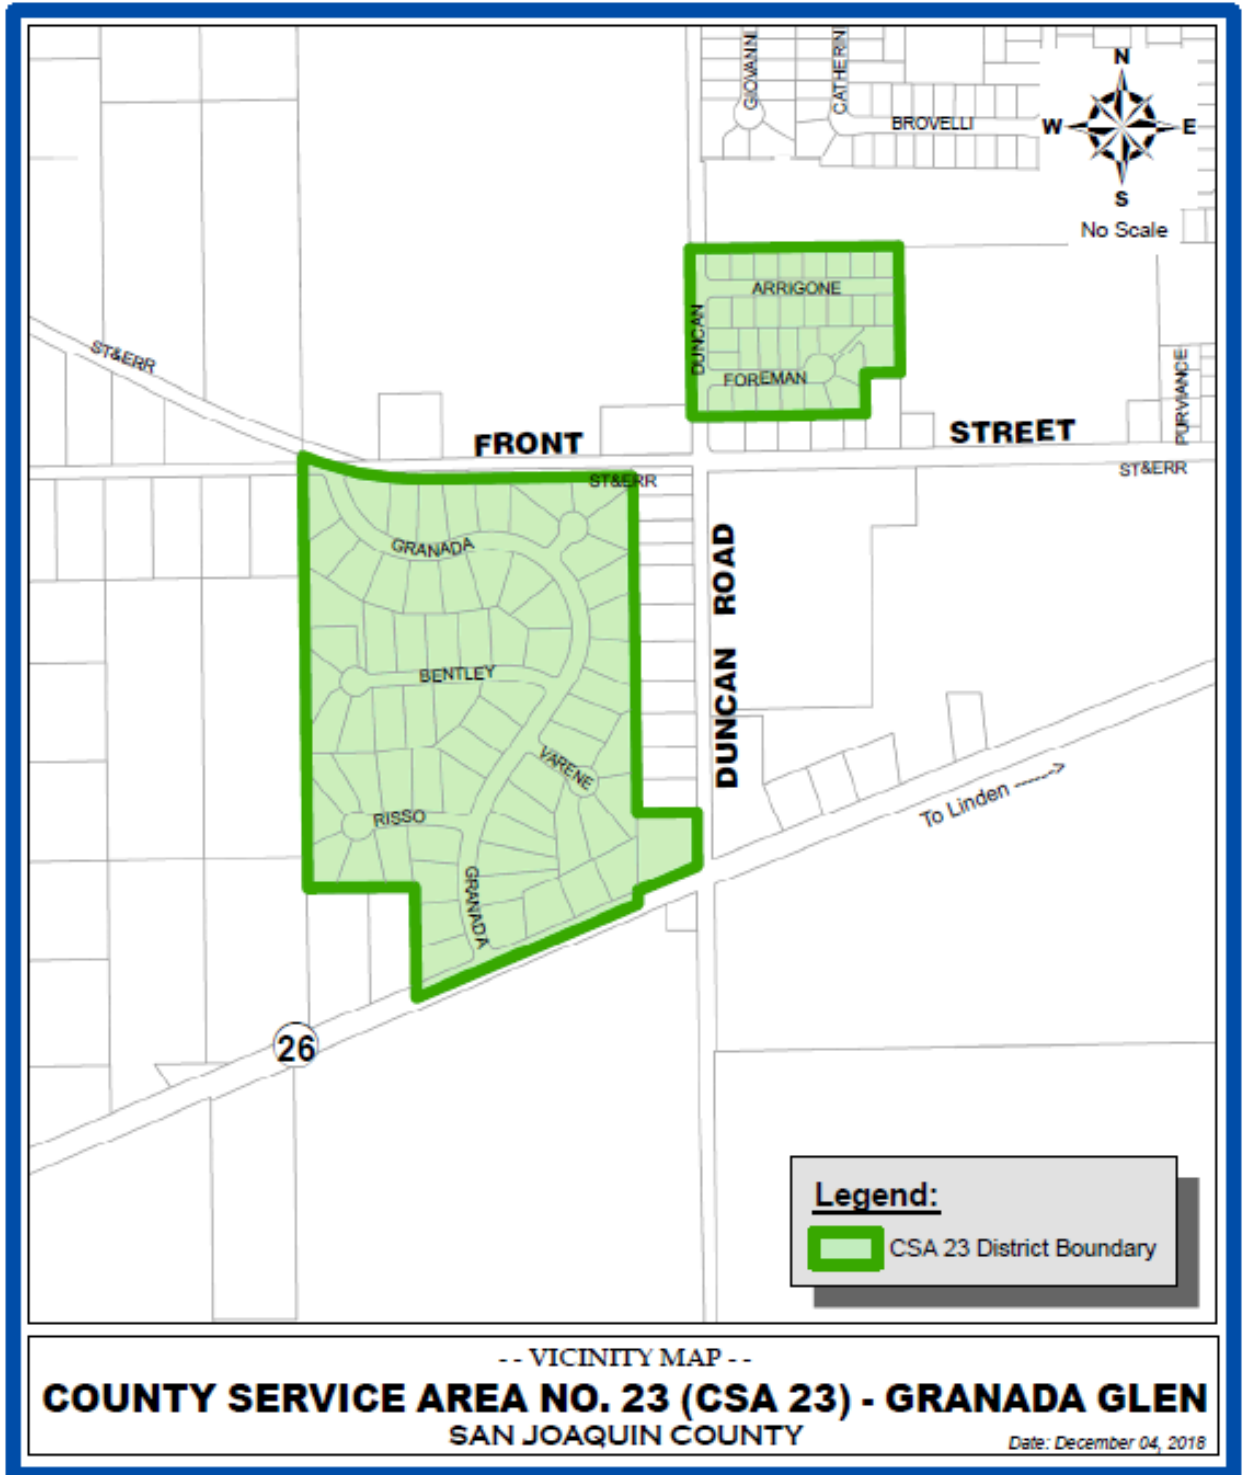 GIOVANNI
CATHERIN
BROVELLI
N
W
E
S
No Scale
ARRIGONE
DUNCAN
FOREMAN
ST&ERR
PURVIANCE
FRONT
STREET
ST&ERR
ST&ERR
GRANADA
DUNCAN ROAD
BENTLEY
VARENE
RISSO
To Linden ----->
GRANADA
26
Legend:
CSA 23 District Boundary
- - VICINITY MAP - -
COUNTY SERVICE AREA NO. 23 (CSA 23) - GRANADA GLEN
SAN JOAQUIN COUNTY
Date: December 04, 2018